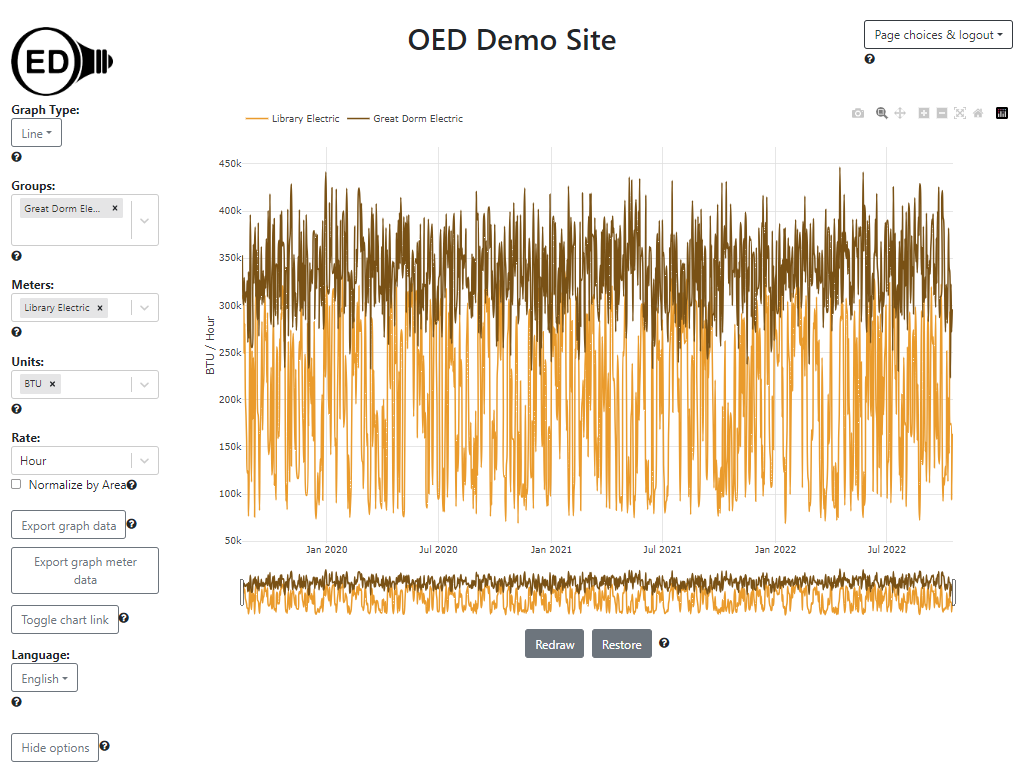 OED Demo Site
Page choices & logout
ED
Graph Type:
Line
Groups:
Great Dorm Ele...
Meters:
Library Electric
Units:
BTU
Rate:
Hour
Normalize by Area
Export graph data
Export graph meter
data
Toggle chart link
Language:
English
Hide options
Library Electric Great Dorm Electric
450k
400k
350k
300k
250k
200k
150k
100k
50k
BTU / Hour
Jan 2020 Jul 2020 Jan 2021 Jul 2021 Jan 2022 Jul 2022
Redraw Restore